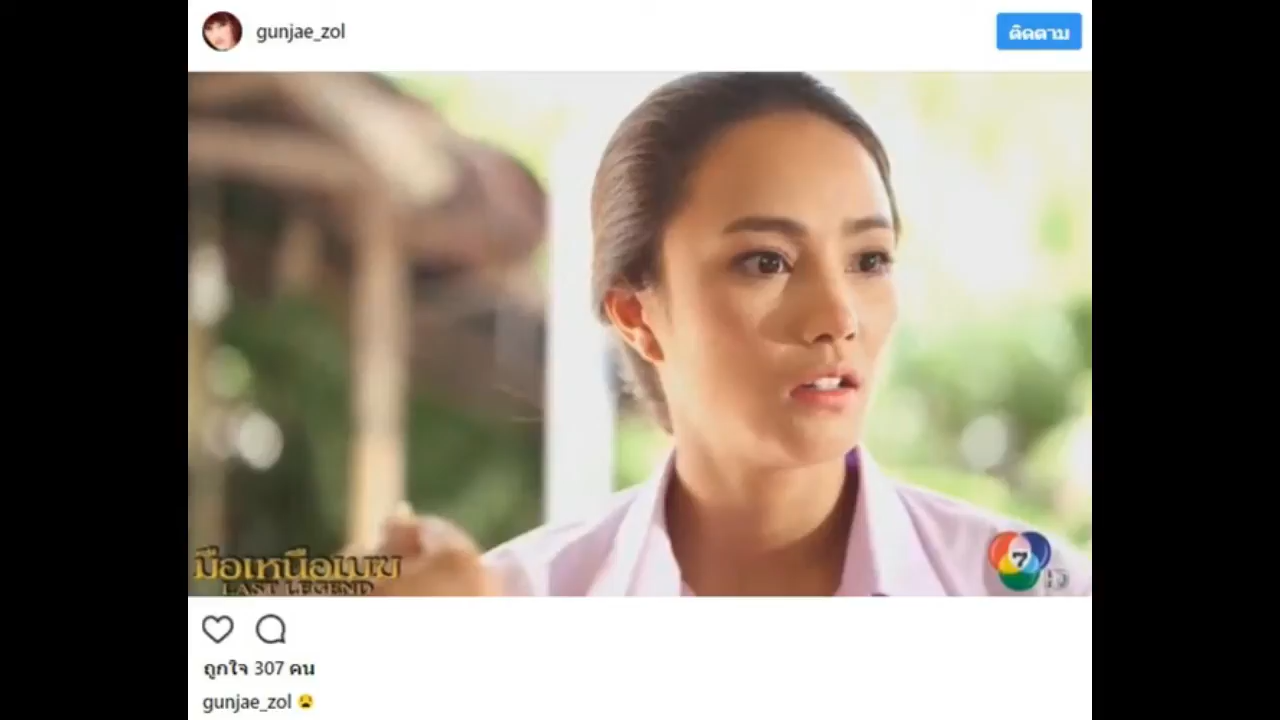 gunjae_zol
ติดตาม
มือเหนือเมฆ
LAST LEGEND
7
HD
ถูกใจ 307 คน
gunjae_zol 😩